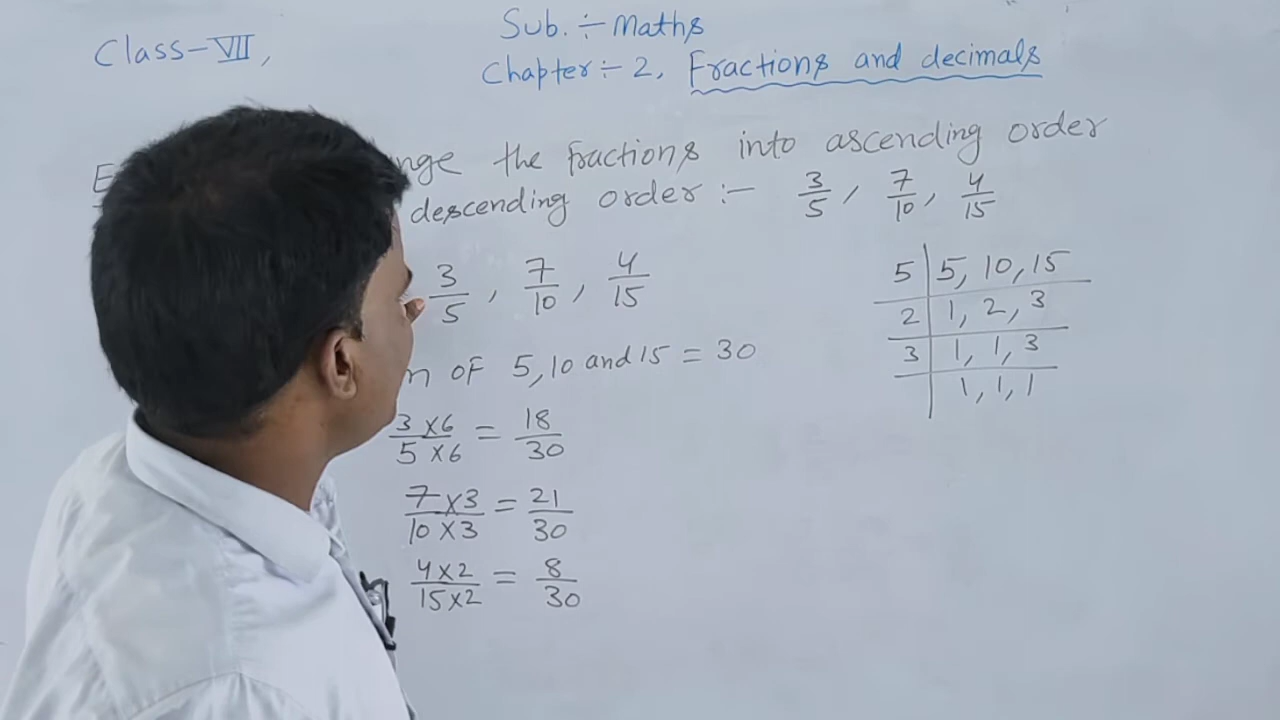 Class-VII,
Sub. :- Maths
Chapter :- 2, Fractions and decimals
the fractions into ascending order
descending order :- 3/5, 7/10, 4/15
3/5, 7/10, 4/15
5 | 5, 10, 15
2 | 1, 2, 3
3 | 1, 1, 3
1, 1, 1
of 5, 10 and 15 = 30
3 x 6 / 5 x 6 = 18/30
7 x 3 / 10 x 3 = 21/30
4 x 2 / 15 x 2 = 8/30